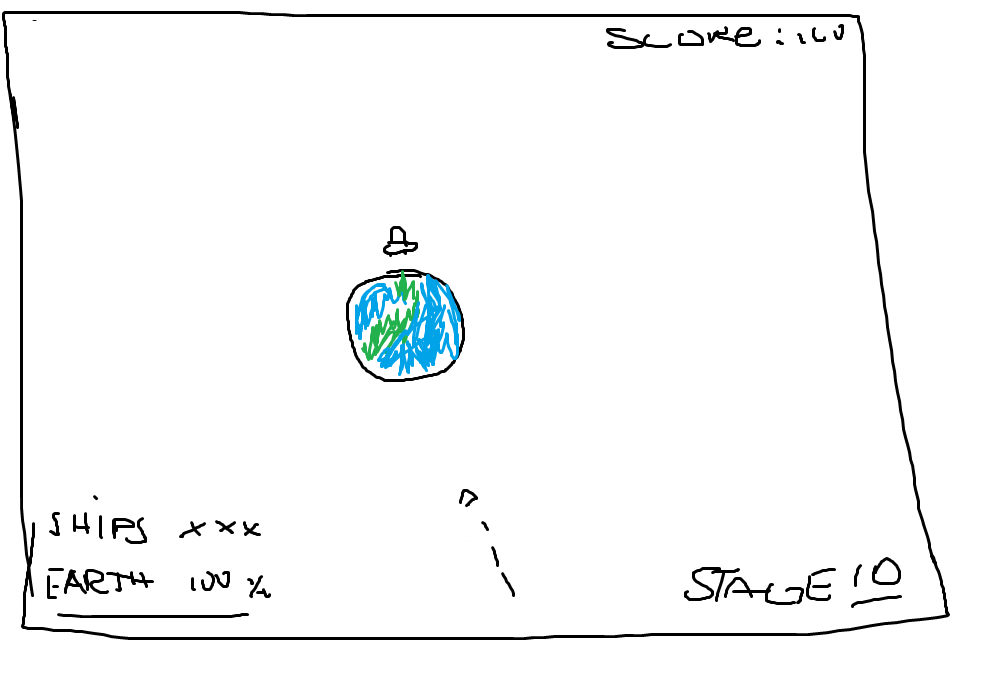 SCORE: 100
SHIPS xxx
EARTH 100 %
STAGE 10